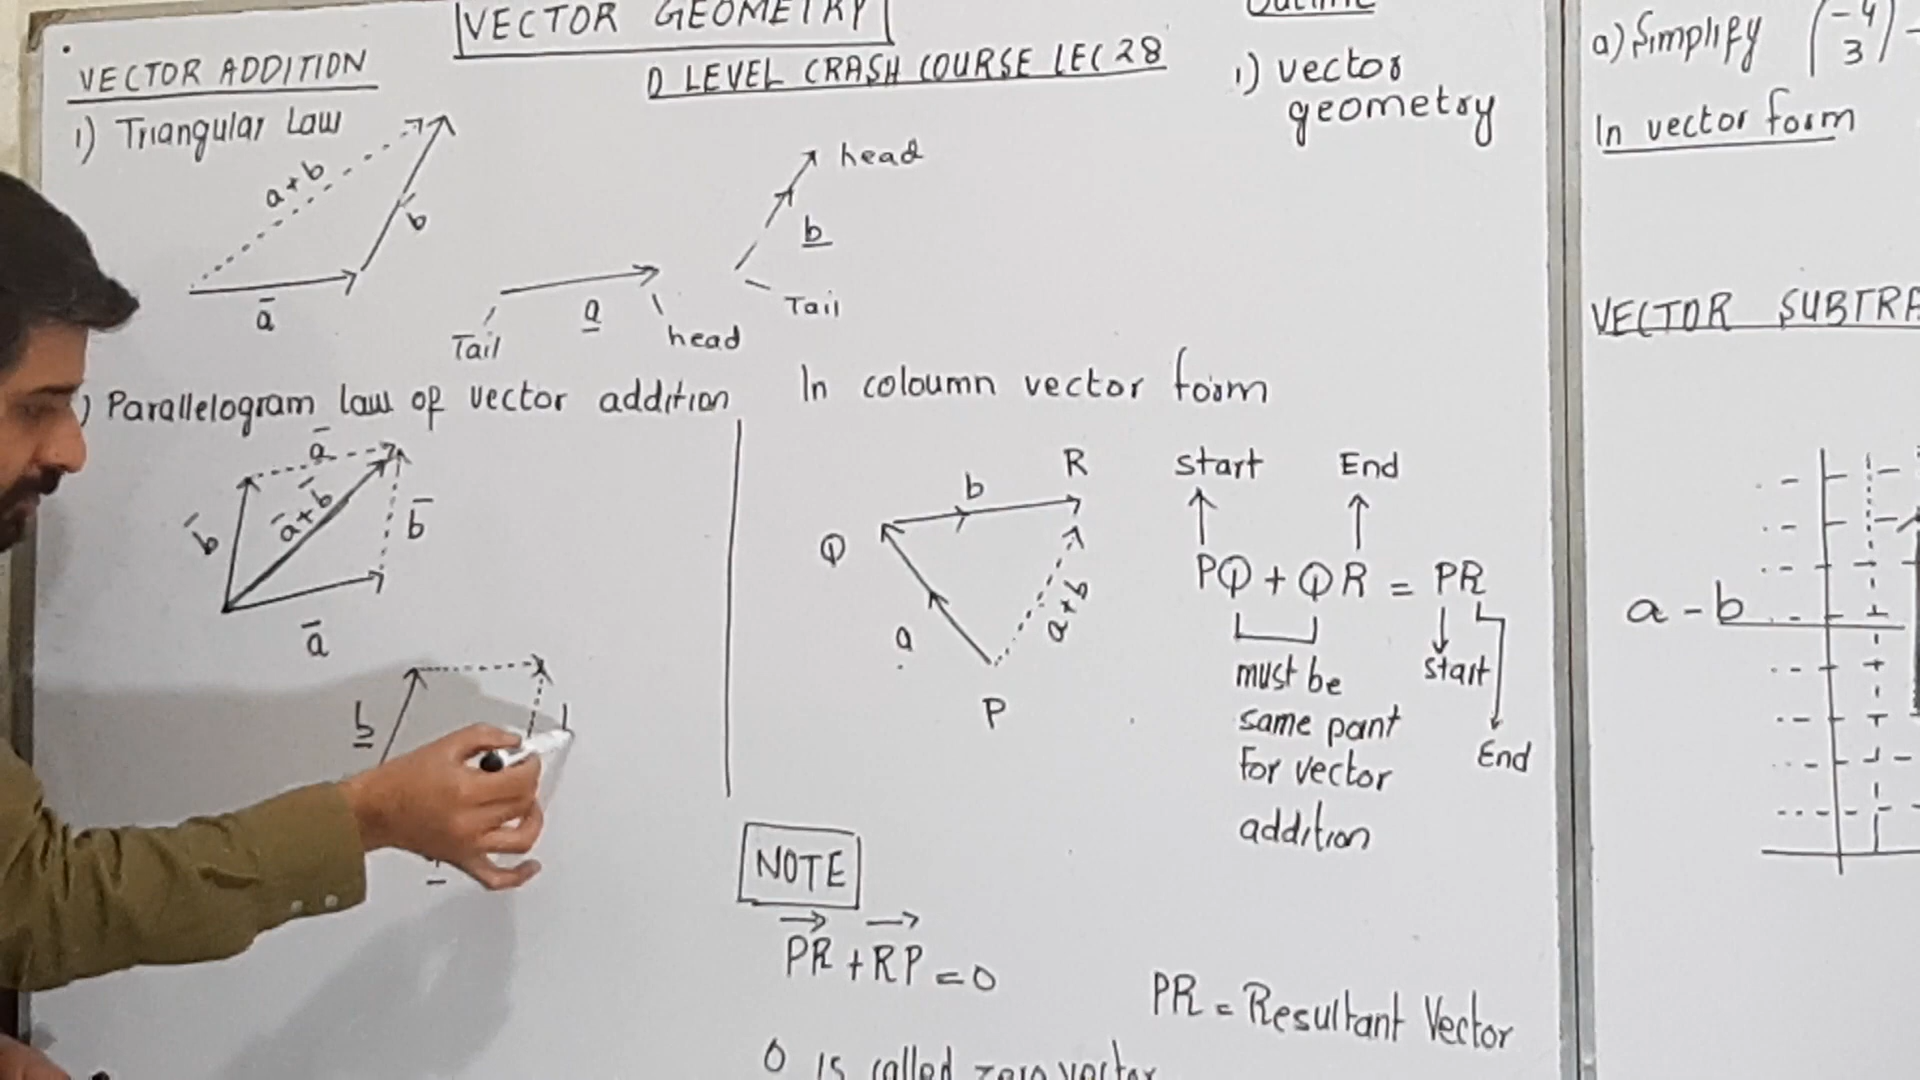 VECTOR GEOMETRY
O LEVEL CRASH COURSE LEC 28
VECTOR ADDITION
1) Triangular Law
a+b
b
a
Tail
a
head
head
b
Tail
) Parallelogram law of vector addition
a
b
a+b
b
a
b
In coloumn vector form
Q
b
R
a
a+b
P
start End
PQ + QR = PR
must be
same point
for vector
addition
start
End
NOTE
PR + RP = 0
PR = Resultant Vector
0 is called zero vector
Outline
1) vector
geometry
a) Simplify (-4
3)
In vector form
VECTOR SUBTRA
a - b